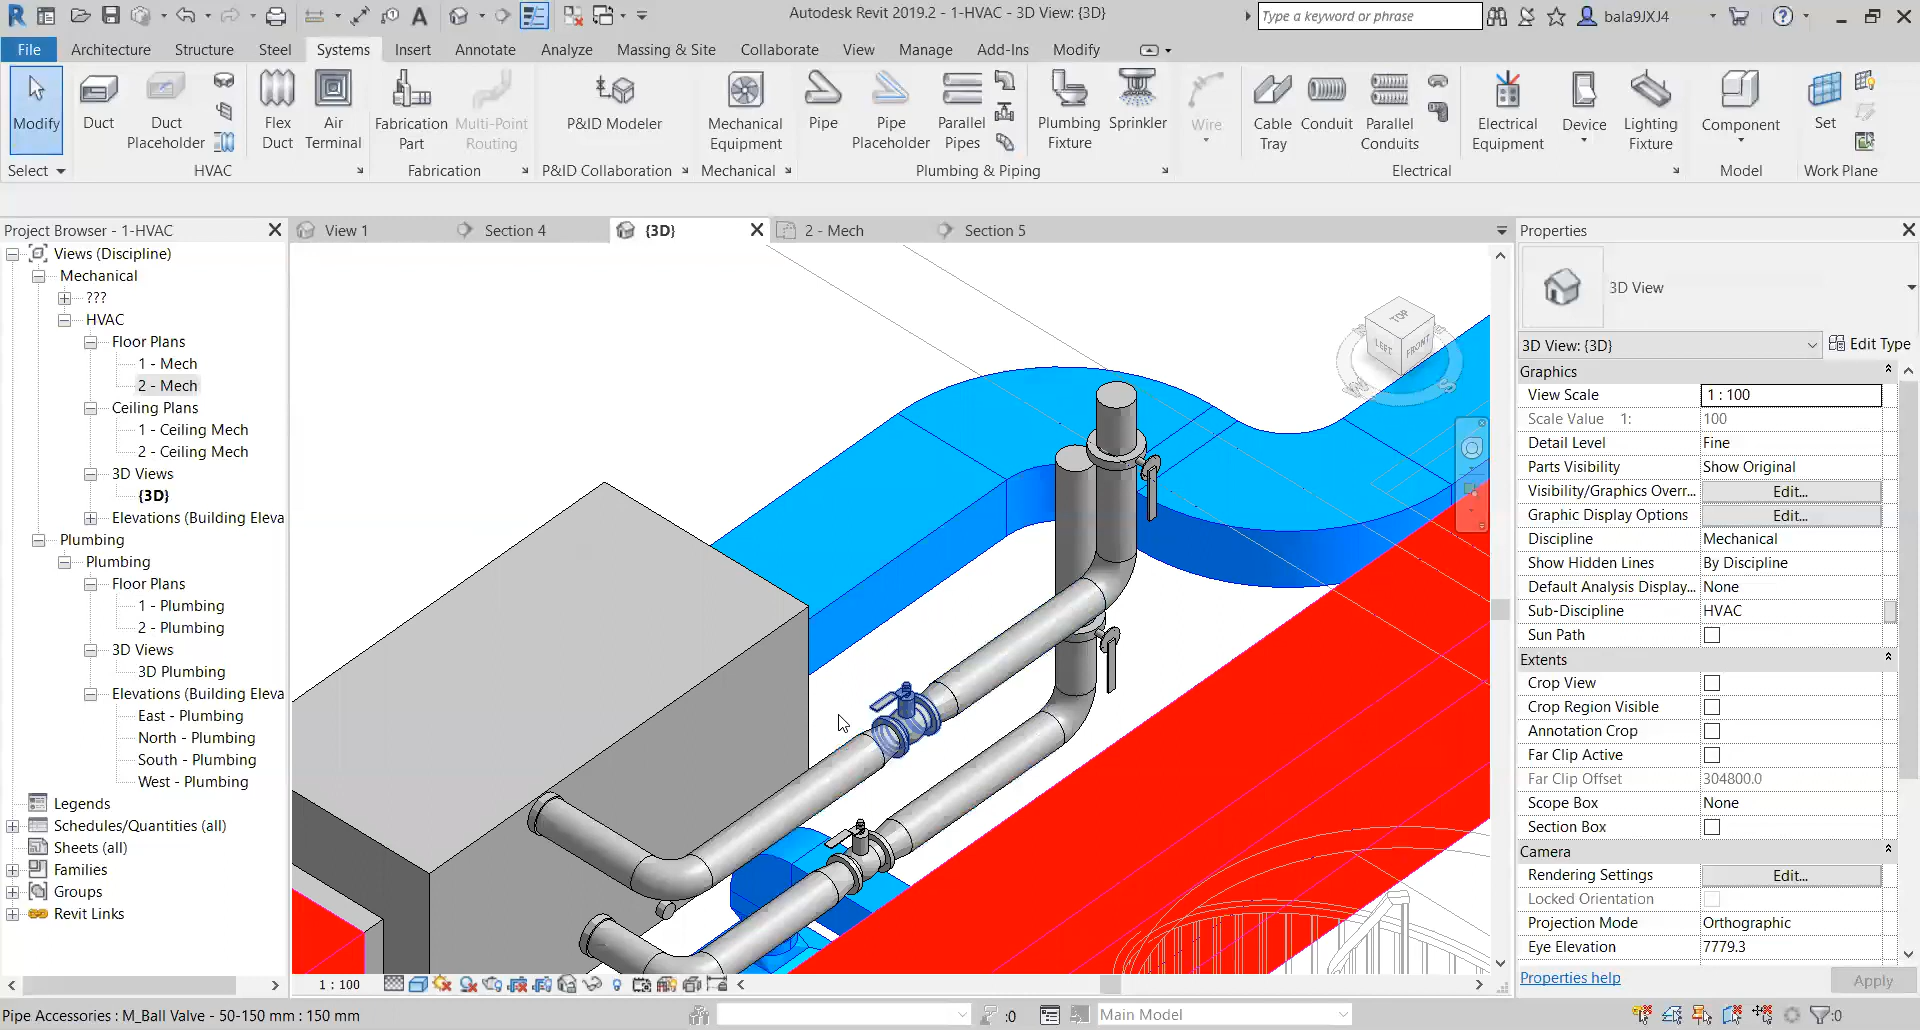 Autodesk Revit 2019.2 - 1-HVAC - 3D View: {3D}
Type a keyword or phrase
bala9JXJ4
File
Architecture
Structure
Steel
Systems
Insert
Annotate
Analyze
Massing & Site
Collaborate
View
Manage
Add-Ins
Modify
Modify
Duct
Duct Placeholder
Flex Duct
Air Terminal
Fabrication Part
Multi-Point Routing
P&ID Modeler
Mechanical Equipment
Pipe
Pipe Placeholder
Parallel Pipes
Plumbing Fixture
Sprinkler
Wire
Cable Tray
Conduit
Parallel Conduits
Electrical Equipment
Device
Lighting Fixture
Component
Set
Select
HVAC
Fabrication
P&ID Collaboration
Mechanical
Plumbing & Piping
Electrical
Model
Work Plane
Project Browser - 1-HVAC
Views (Discipline)
Mechanical
???
HVAC
Floor Plans
1 - Mech
2 - Mech
Ceiling Plans
1 - Ceiling Mech
2 - Ceiling Mech
3D Views
{3D}
Elevations (Building Eleva
Plumbing
Plumbing
Floor Plans
1 - Plumbing
2 - Plumbing
3D Views
3D Plumbing
Elevations (Building Eleva
East - Plumbing
North - Plumbing
South - Plumbing
West - Plumbing
Legends
Schedules/Quantities (all)
Sheets (all)
Families
Groups
Revit Links
View 1
Section 4
{3D}
2 - Mech
Section 5
TOP
LEFT
FRONT
W
S
1 : 100
Properties
3D View
3D View: {3D}
Edit Type
Graphics
View Scale 1 : 100
Scale Value 1: 100
Detail Level Fine
Parts Visibility Show Original
Visibility/Graphics Overr... Edit...
Graphic Display Options Edit...
Discipline Mechanical
Show Hidden Lines By Discipline
Default Analysis Display... None
Sub-Discipline HVAC
Sun Path
Extents
Crop View
Crop Region Visible
Annotation Crop
Far Clip Active
Far Clip Offset 304800.0
Scope Box None
Section Box
Camera
Rendering Settings Edit...
Locked Orientation
Projection Mode Orthographic
Eye Elevation 7779.3
Properties help
Apply
Pipe Accessories : M_Ball Valve - 50-150 mm : 150 mm
:0
Main Model
:0